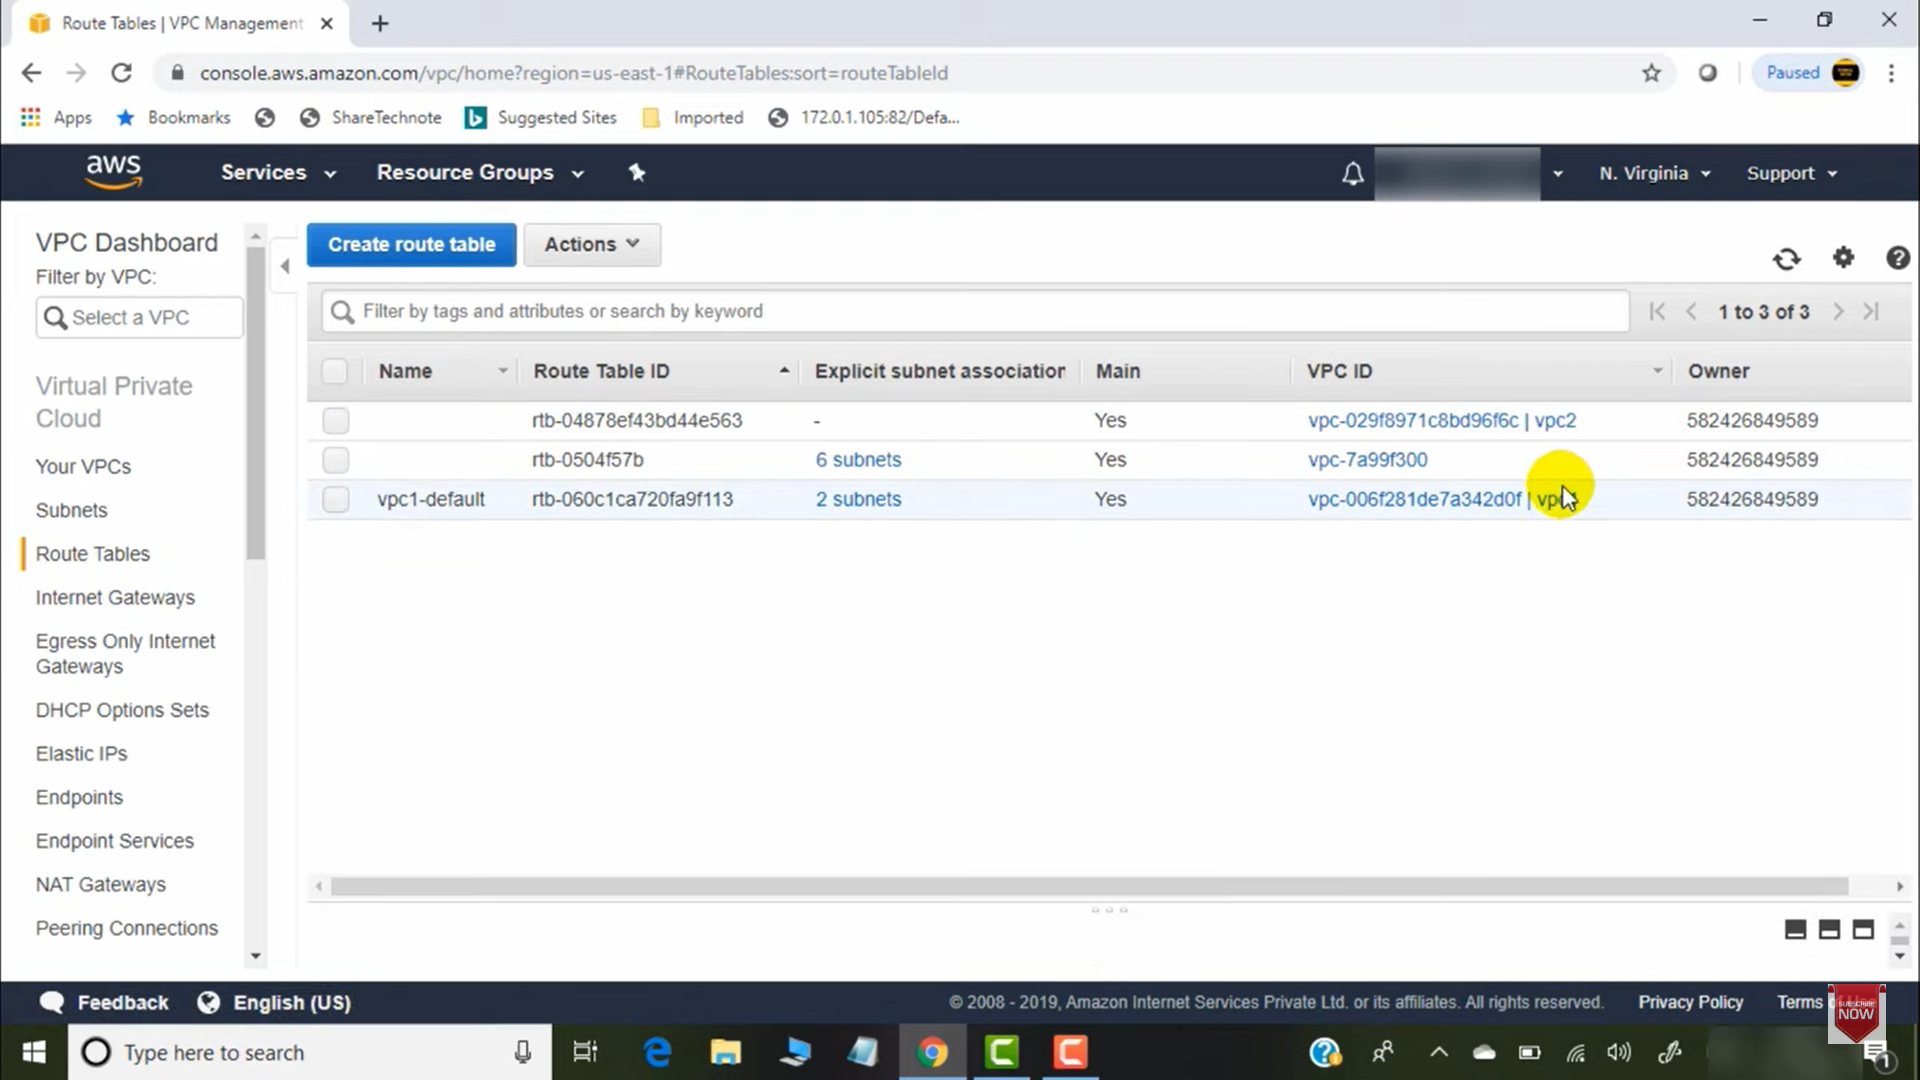 Route Tables | VPC Management
console.aws.amazon.com/vpc/home?region=us-east-1#RouteTables:sort=routeTableId
Paused
Apps Bookmarks ShareTechnote Suggested Sites Imported 172.0.1.105:82/Defa...
aws Services Resource Groups N. Virginia Support
VPC Dashboard
Filter by VPC:
Select a VPC
Virtual Private
Cloud
Your VPCs
Subnets
Route Tables
Internet Gateways
Egress Only Internet
Gateways
DHCP Options Sets
Elastic IPs
Endpoints
Endpoint Services
NAT Gateways
Peering Connections
Create route table Actions
Filter by tags and attributes or search by keyword
1 to 3 of 3
Name Route Table ID Explicit subnet association Main VPC ID Owner
rtb-04878ef43bd44e563 - Yes vpc-029f8971c8bd96f6c | vpc2 582426849589
rtb-0504f57b 6 subnets Yes vpc-7a99f300 582426849589
vpc1-default rtb-060c1ca720fa9f113 2 subnets Yes vpc-006f281de7a342d0f | 582426849589
Feedback English (US)
© 2008 - 2019, Amazon Internet Services Private Ltd. or its affiliates. All rights reserved. Privacy Policy Terms
SUBSCRIBE
NOW
Type here to search
1